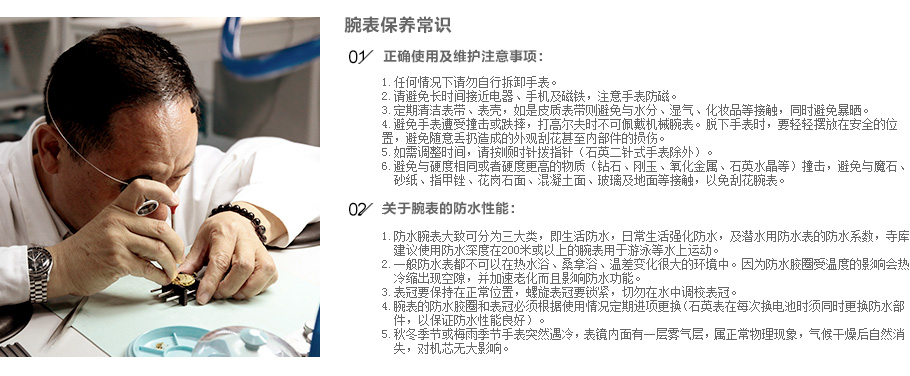 腕表保养常识
01 正确使用及维护注意事项：
1. 任何情况下请勿自行拆卸手表。
2. 请避免长时间接近电器、手机及磁铁，注意手表防磁。
3. 定期清洁表带、表壳，如是皮质表带则避免与水分、湿气、化妆品等接触，同时避免暴晒。
4. 避免手表遭受撞击或跌摔，打高尔夫时不可佩戴机械腕表。脱下手表时，要轻轻摆放在安全的位
置，避免随意丢扔造成的外观刮花甚至内部件的损伤。
5. 如需调整时间，请按顺时针拔指针（石英二针式手表除外）。
6. 避免与硬度相同或者硬度更高的物质（钻石、刚玉、氧化金属、石英水晶等）撞击，避免与魔石、
砂纸、指甲锉、花岗石面、混凝土面、玻璃及地面等接触，以免刮花腕表。
02 关于腕表的防水性能：
1. 防水腕表大致可分为三大类，即生活防水，日常生活强化防水，及潜水用防水表的防水系数，寺库
建议使用防水深度在200米或以上的腕表用于游泳等水上运动。
2. 一般防水表都不可以在热水浴、桑拿浴、温差变化很大的环境中。因为防水胶圈受温度的影响会热
冷缩出现空隙，并加速老化而且影响防水功能。
3. 表冠要保持在正常位置，螺旋表冠要锁紧，切勿在水中调校表冠。
4. 腕表的防水胶圈和表冠必须根据使用情况定期进项更换（石英表在每次换电池时须同时更换防水部
件，以保证防水性能良好）。
5. 秋冬季节或梅雨季节手表突然遇冷，表镜内面有一层雾气层，属正常物理现象，气候干燥后自然消
失，对机芯无大影响。